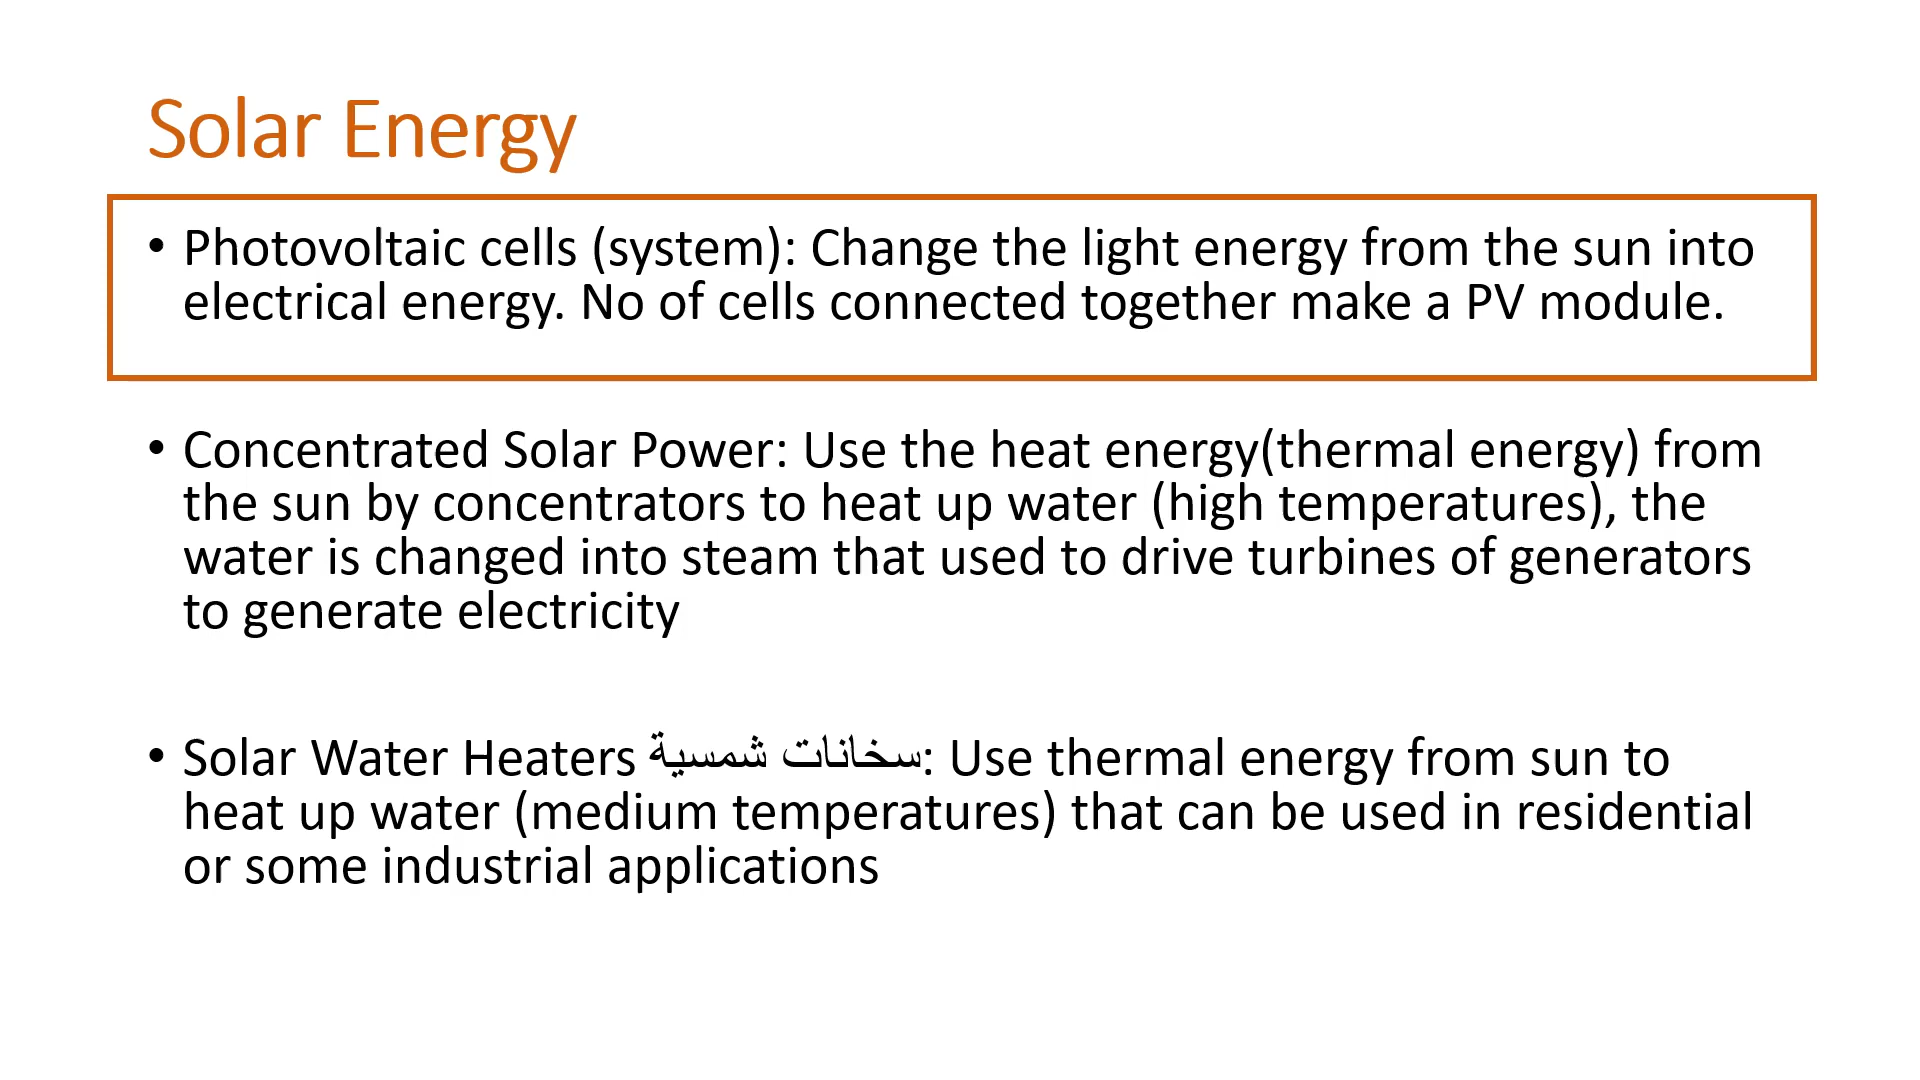 Solar Energy
• Photovoltaic cells (system): Change the light energy from the sun into
electrical energy. No of cells connected together make a PV module.
• Concentrated Solar Power: Use the heat energy(thermal energy) from
the sun by concentrators to heat up water (high temperatures), the
water is changed into steam that used to drive turbines of generators
to generate electricity
• Solar Water Heaters سخانات شمسية: Use thermal energy from sun to
heat up water (medium temperatures) that can be used in residential
or some industrial applications